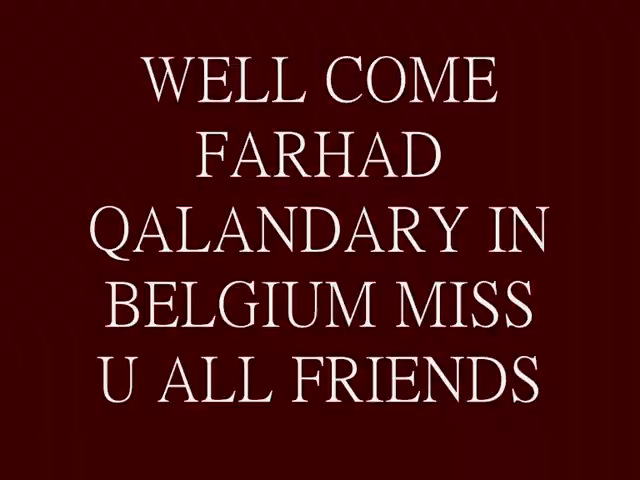 WELL COME
FARHAD
QALANDARY IN
BELGIUM MISS
U ALL FRIENDS